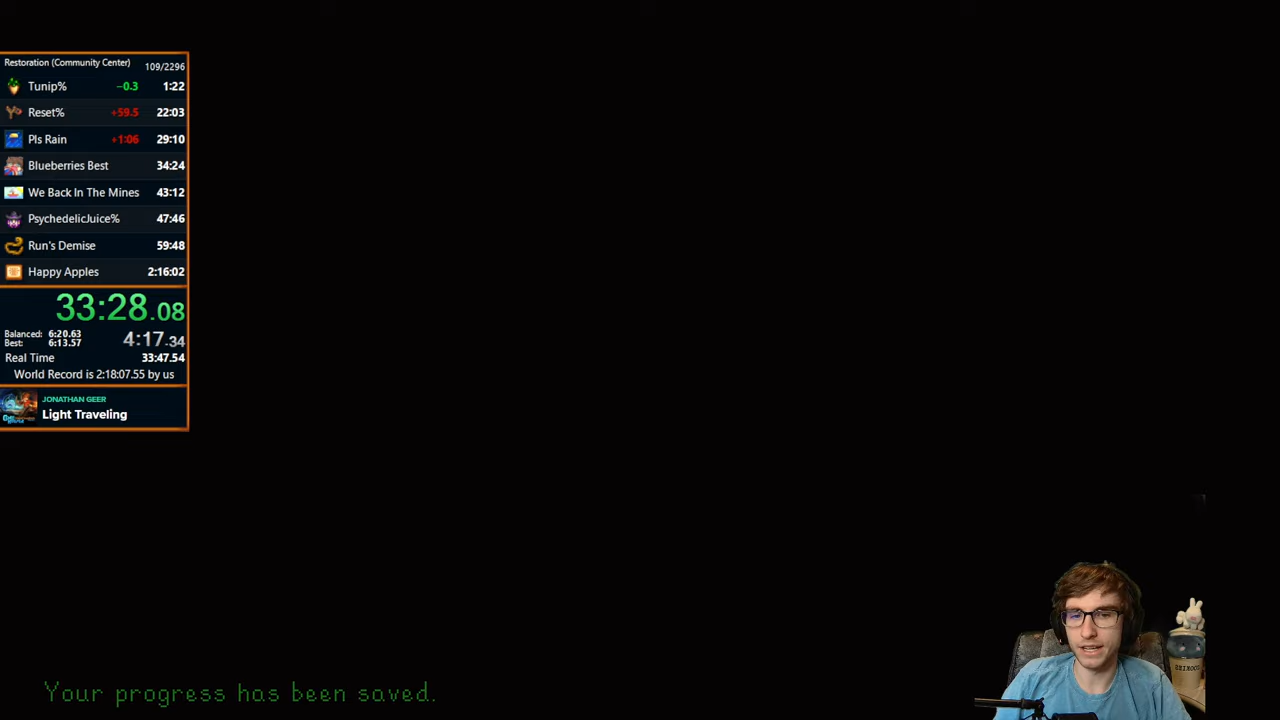 Restoration (Community Center) 109/2296
Tunip% −0.3 1:22
Reset% +59.5 22:03
Pls Rain +1:06 29:10
Blueberries Best 34:24
We Back In The Mines 43:12
PsychedelicJuice% 47:46
Run's Demise 59:48
Happy Apples 2:16:02
33:28.08
Balanced: 6:20.63
Best: 6:13.57
4:17.34
Real Time 33:47.54
World Record is 2:18:07.55 by us
JONATHAN GEER
Light Traveling
Your progress has been saved.